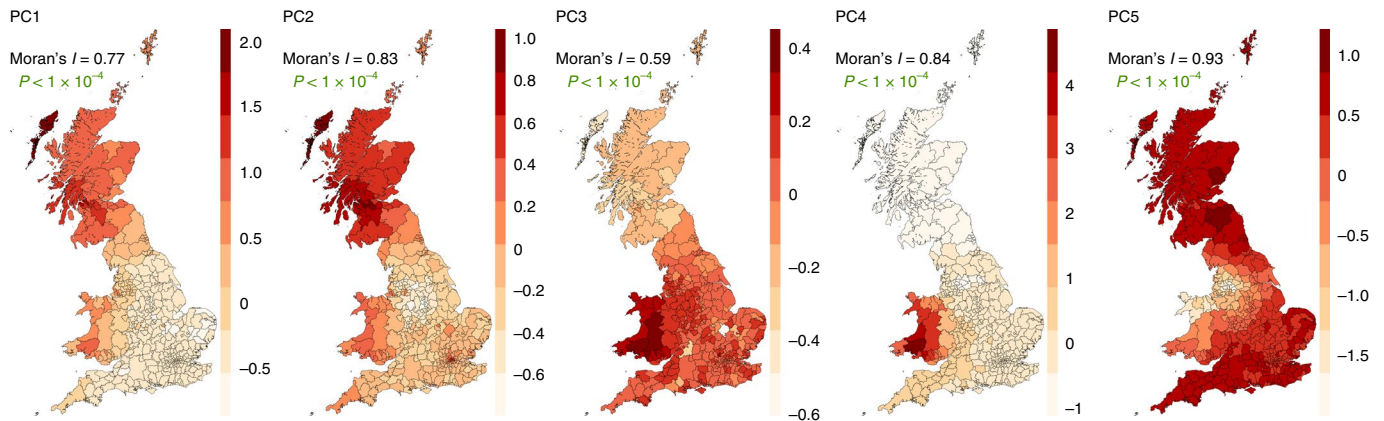 PC1
Moran's I = 0.77
P < 1 × 10⁻⁴
2.0
1.5
1.0
0.5
0
–0.5
PC2
Moran's I = 0.83
P < 1 × 10⁻⁴
1.0
0.8
0.6
0.4
0.2
0
–0.2
–0.4
–0.6
PC3
Moran's I = 0.59
P < 1 × 10⁻⁴
0.4
0.2
0
–0.2
–0.4
–0.6
PC4
Moran's I = 0.84
P < 1 × 10⁻⁴
4
3
2
1
0
–1
PC5
Moran's I = 0.93
P < 1 × 10⁻⁴
1.0
0.5
0
–0.5
–1.0
–1.5